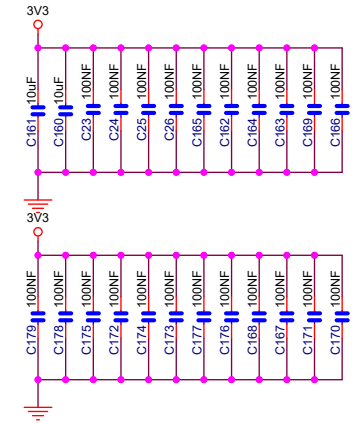 3V3
C161 10uF
C160 10uF
C23 100NF
C24 100NF
C25 100NF
C26 100NF
C165 100NF
C162 100NF
C164 100NF
C163 100NF
C169 100NF
C166 100NF
3V3
C179 100NF
C178 100NF
C175 100NF
C172 100NF
C174 100NF
C173 100NF
C177 100NF
C176 100NF
C168 100NF
C167 100NF
C171 100NF
C170 100NF